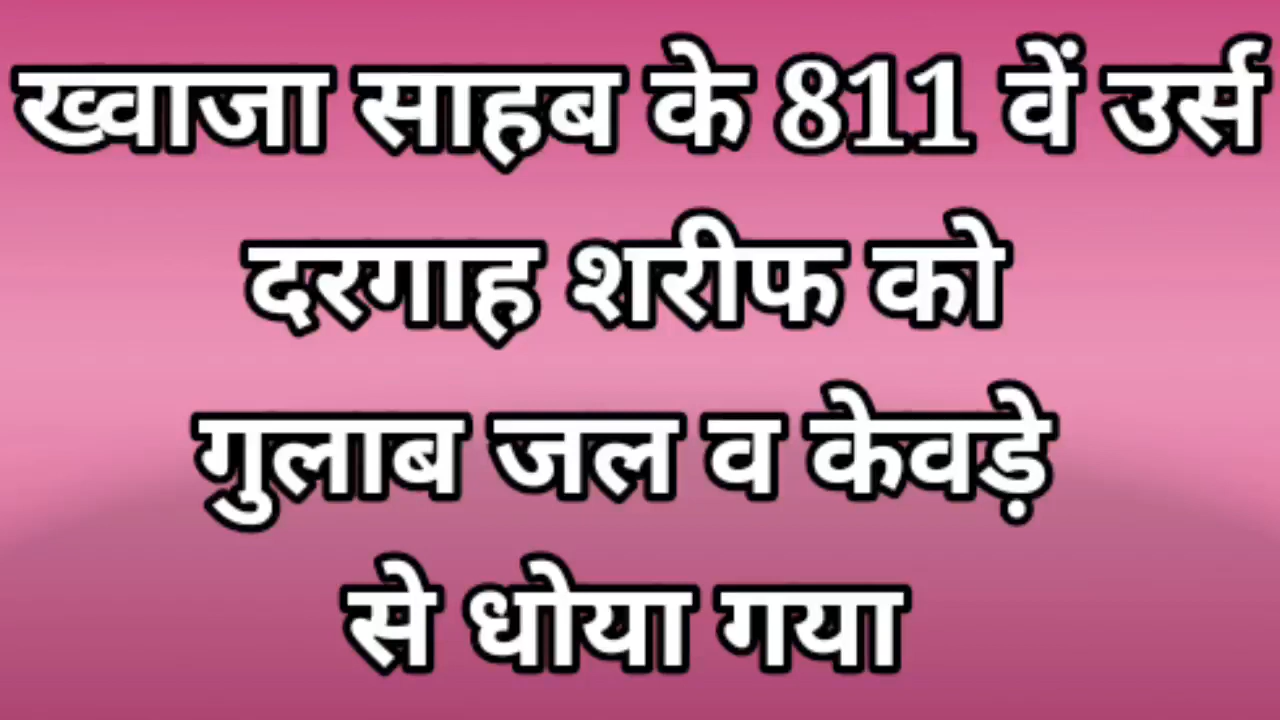 ख्वाजा साहब के 811 वें उर्स
दरगाह शरीफ को
गुलाब जल व केवड़े
से धोया गया